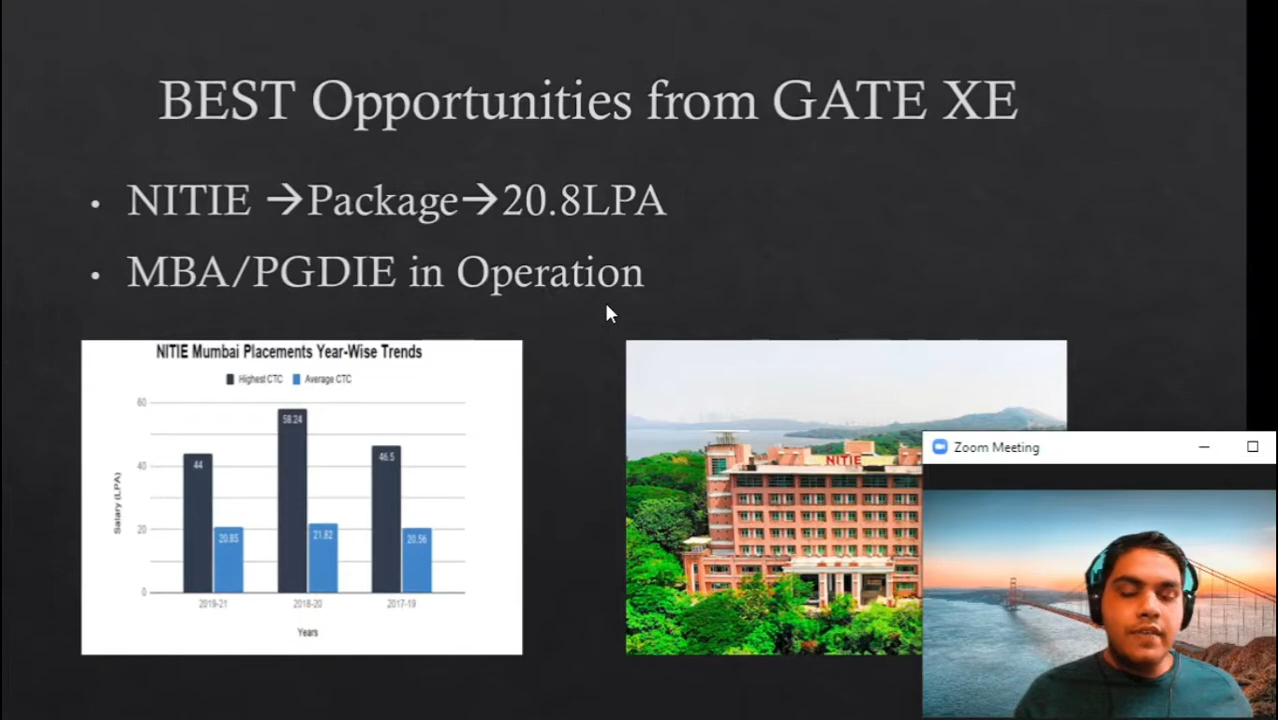 BEST Opportunities from GATE XE
• NITIE →Package→20.8LPA
• MBA/PGDIE in Operation
NITIE Mumbai Placements Year-Wise Trends
Highest CTC Average CTC
60
40
20
0
Salary (LPA)
44
20.85
58.24
21.82
46.5
20.56
2019-21 2018-20 2017-19
Years
NITIE
Zoom Meeting